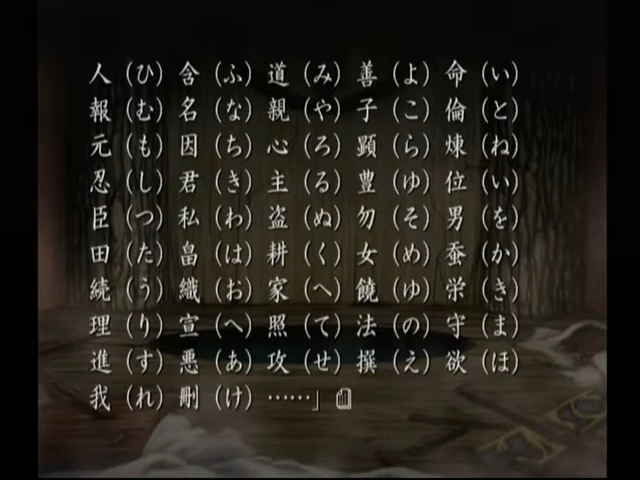 人（ひ）含（ふ）道（み）善（よ）命（い）
報（む）名（な）親（や）子（こ）倫（と）
元（も）因（ち）心（ろ）顕（ら）煉（ね）
忍（し）君（き）主（る）豊（ゆ）位（い）
臣（つ）私（わ）盗（ぬ）勿（そ）男（を）
田（た）畠（は）耕（く）女（め）蚕（か）
続（う）織（お）家（へ）饒（ゆ）栄（き）
理（り）宣（へ）照（て）法（の）守（ま）
進（す）悪（あ）攻（せ）撰（え）欲（ほ）
我（れ）刪（け）……」